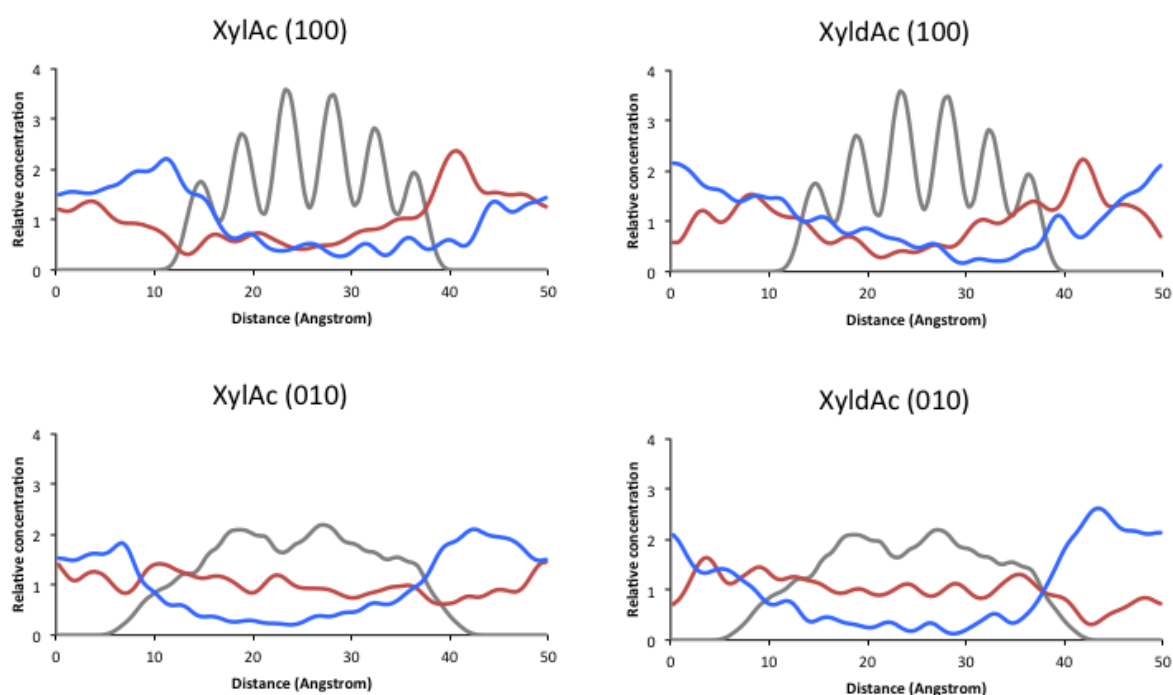 XylAc (100)
4
3
2
1
0
Relative concentration
0 10 20 30 40 50
Distance (Angstrom)
XyldAc (100)
4
3
2
1
0
Relative concentration
0 10 20 30 40 50
Distance (Angstrom)
XylAc (010)
4
3
2
1
0
Relative concentration
0 10 20 30 40 50
Distance (Angstrom)
XyldAc (010)
4
3
2
1
0
Relative concentration
0 10 20 30 40 50
Distance (Angstrom)